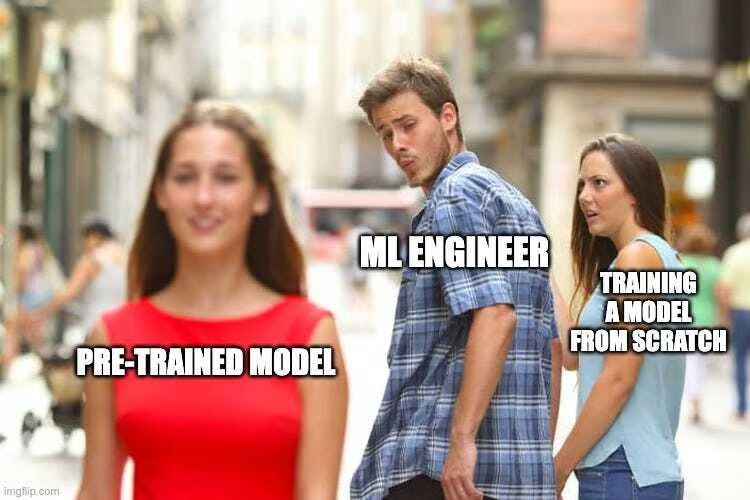 ML ENGINEER
TRAINING
A MODEL
FROM SCRATCH
PRE-TRAINED MODEL
imgflip.com